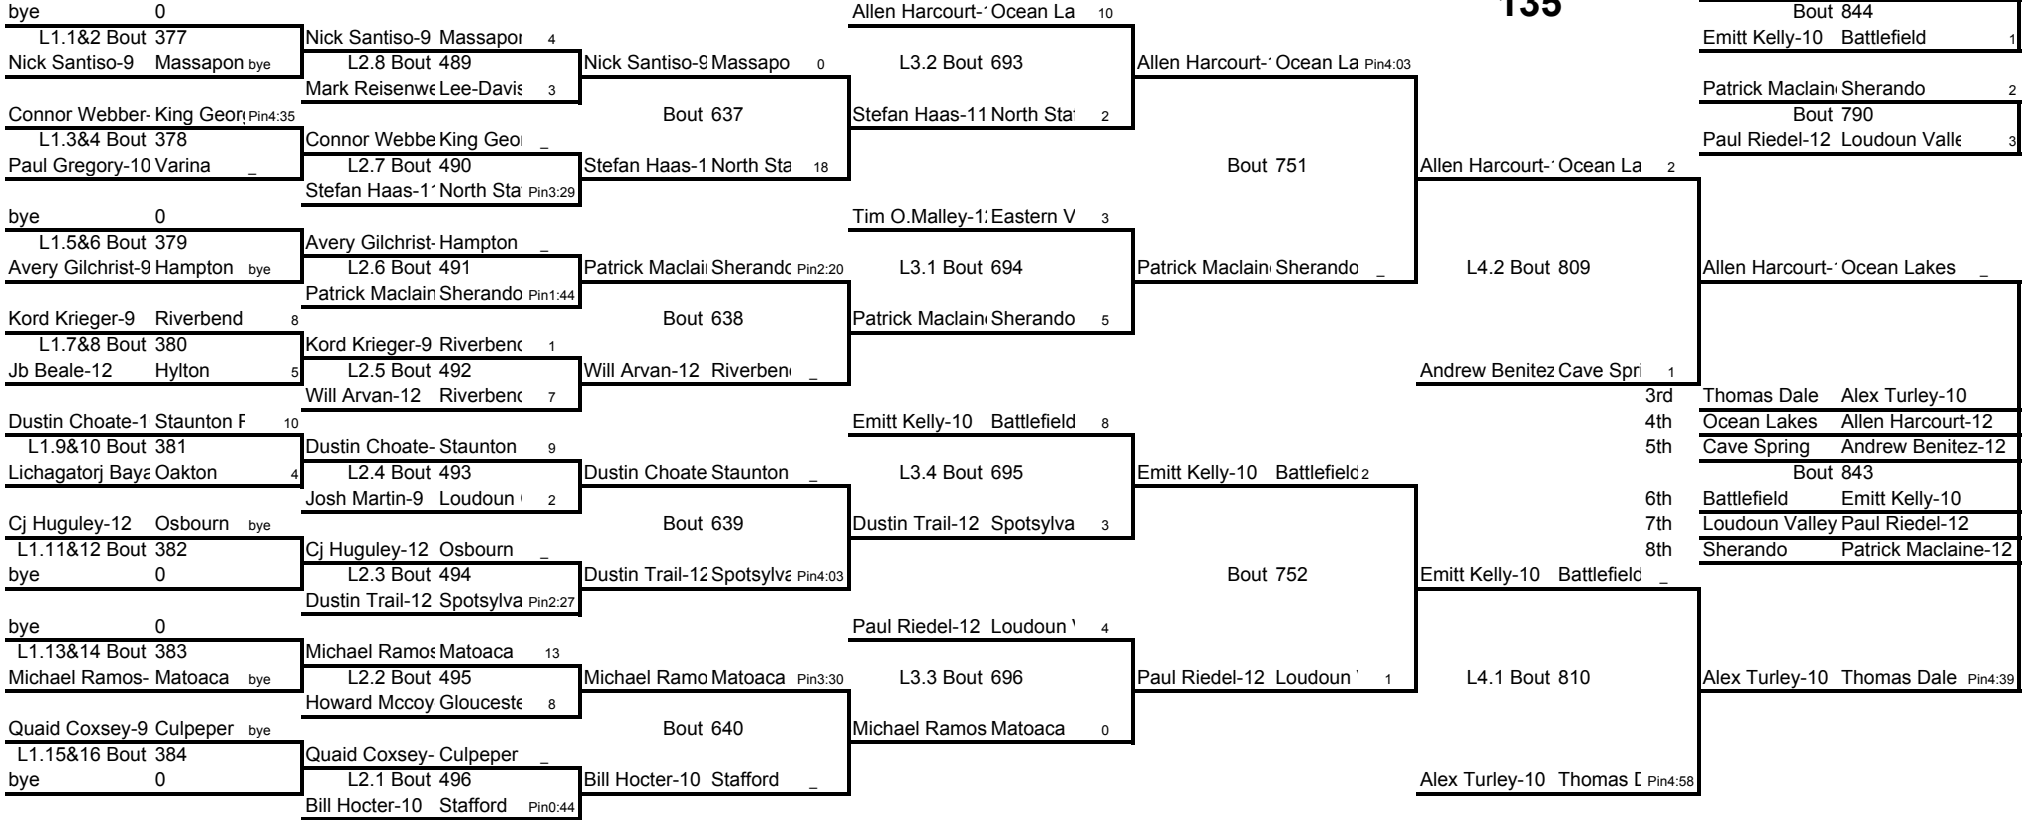 bye 0
L1.1&2 Bout 377
Nick Santiso-9 Massapon bye
Connor Webber- King Geor Pin4:35
L1.3&4 Bout 378
Paul Gregory-10 Varina _
bye 0
L1.5&6 Bout 379
Avery Gilchrist-9 Hampton bye
Kord Krieger-9 Riverbend 8
L1.7&8 Bout 380
Jb Beale-12 Hylton 5
Dustin Choate-1 Staunton F 10
L1.9&10 Bout 381
Lichagatorj Baya Oakton 4
Cj Huguley-12 Osbourn bye
L1.11&12 Bout 382
bye 0
bye 0
L1.13&14 Bout 383
Michael Ramos- Matoaca bye
Quaid Coxsey-9 Culpeper bye
L1.15&16 Bout 384
bye 0
Nick Santiso-9 Massapor 4
L2.8 Bout 489
Mark Reisenwe Lee-Davis 3
Connor Webbe King Geo _
L2.7 Bout 490
Stefan Haas-1 North Sta Pin3:29
Avery Gilchrist- Hampton _
L2.6 Bout 491
Patrick Maclain Sherando Pin1:44
Kord Krieger-9 Riverbend 1
L2.5 Bout 492
Will Arvan-12 Riverbend 7
Dustin Choate- Staunton 9
L2.4 Bout 493
Josh Martin-9 Loudoun 2
Cj Huguley-12 Osbourn _
L2.3 Bout 494
Dustin Trail-12 Spotsylva Pin2:27
Michael Ramos Matoaca 13
L2.2 Bout 495
Howard Mccoy Glouceste 8
Quaid Coxsey- Culpeper _
L2.1 Bout 496
Bill Hocter-10 Stafford Pin0:44
Nick Santiso-9 Massapo 0
Bout 637
Stefan Haas-1 North Sta 18
Patrick Maclai Sherando Pin2:20
Bout 638
Will Arvan-12 Riverben _
Dustin Choate Staunton _
Bout 639
Dustin Trail-12 Spotsylva Pin4:03
Michael Ramo Matoaca Pin3:30
Bout 640
Bill Hocter-10 Stafford _
Allen Harcourt- Ocean La 10
L3.2 Bout 693
Stefan Haas-11 North Sta 2
Tim O.Malley-1 Eastern V 3
L3.1 Bout 694
Patrick Maclain Sherando 5
Emitt Kelly-10 Battlefield 8
L3.4 Bout 695
Dustin Trail-12 Spotsylva 3
Paul Riedel-12 Loudoun 4
L3.3 Bout 696
Michael Ramos Matoaca 0
Allen Harcourt- Ocean La Pin4:03
Bout 751
Patrick Maclain Sherando _
Emitt Kelly-10 Battlefield 2
Bout 752
Paul Riedel-12 Loudoun 1
135
Allen Harcourt- Ocean La 2
L4.2 Bout 809
Andrew Benitez Cave Spri 1
Emitt Kelly-10 Battlefield _
L4.1 Bout 810
Alex Turley-10 Thomas D Pin4:58
Bout 844
Emitt Kelly-10 Battlefield 1
Patrick Maclain Sherando 2
Bout 790
Paul Riedel-12 Loudoun Valle 3
Allen Harcourt- Ocean Lakes _
3rd Thomas Dale Alex Turley-10
4th Ocean Lakes Allen Harcourt-12
5th Cave Spring Andrew Benitez-12
Bout 843
6th Battlefield Emitt Kelly-10
7th Loudoun Valley Paul Riedel-12
8th Sherando Patrick Maclaine-12
Alex Turley-10 Thomas Dale Pin4:39